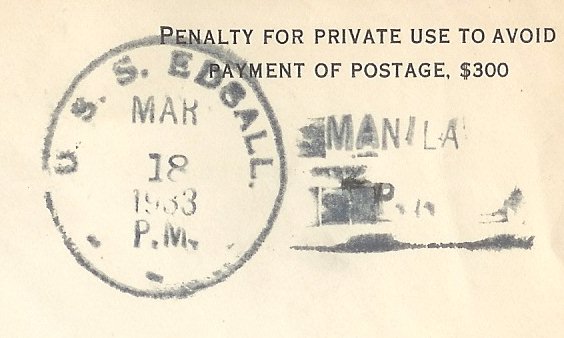 PENALTY FOR PRIVATE USE TO AVOID
PAYMENT OF POSTAGE, $300
U. S. S. EDSALL.
MAR
18
1933
P.M.
MANILA
P.I.